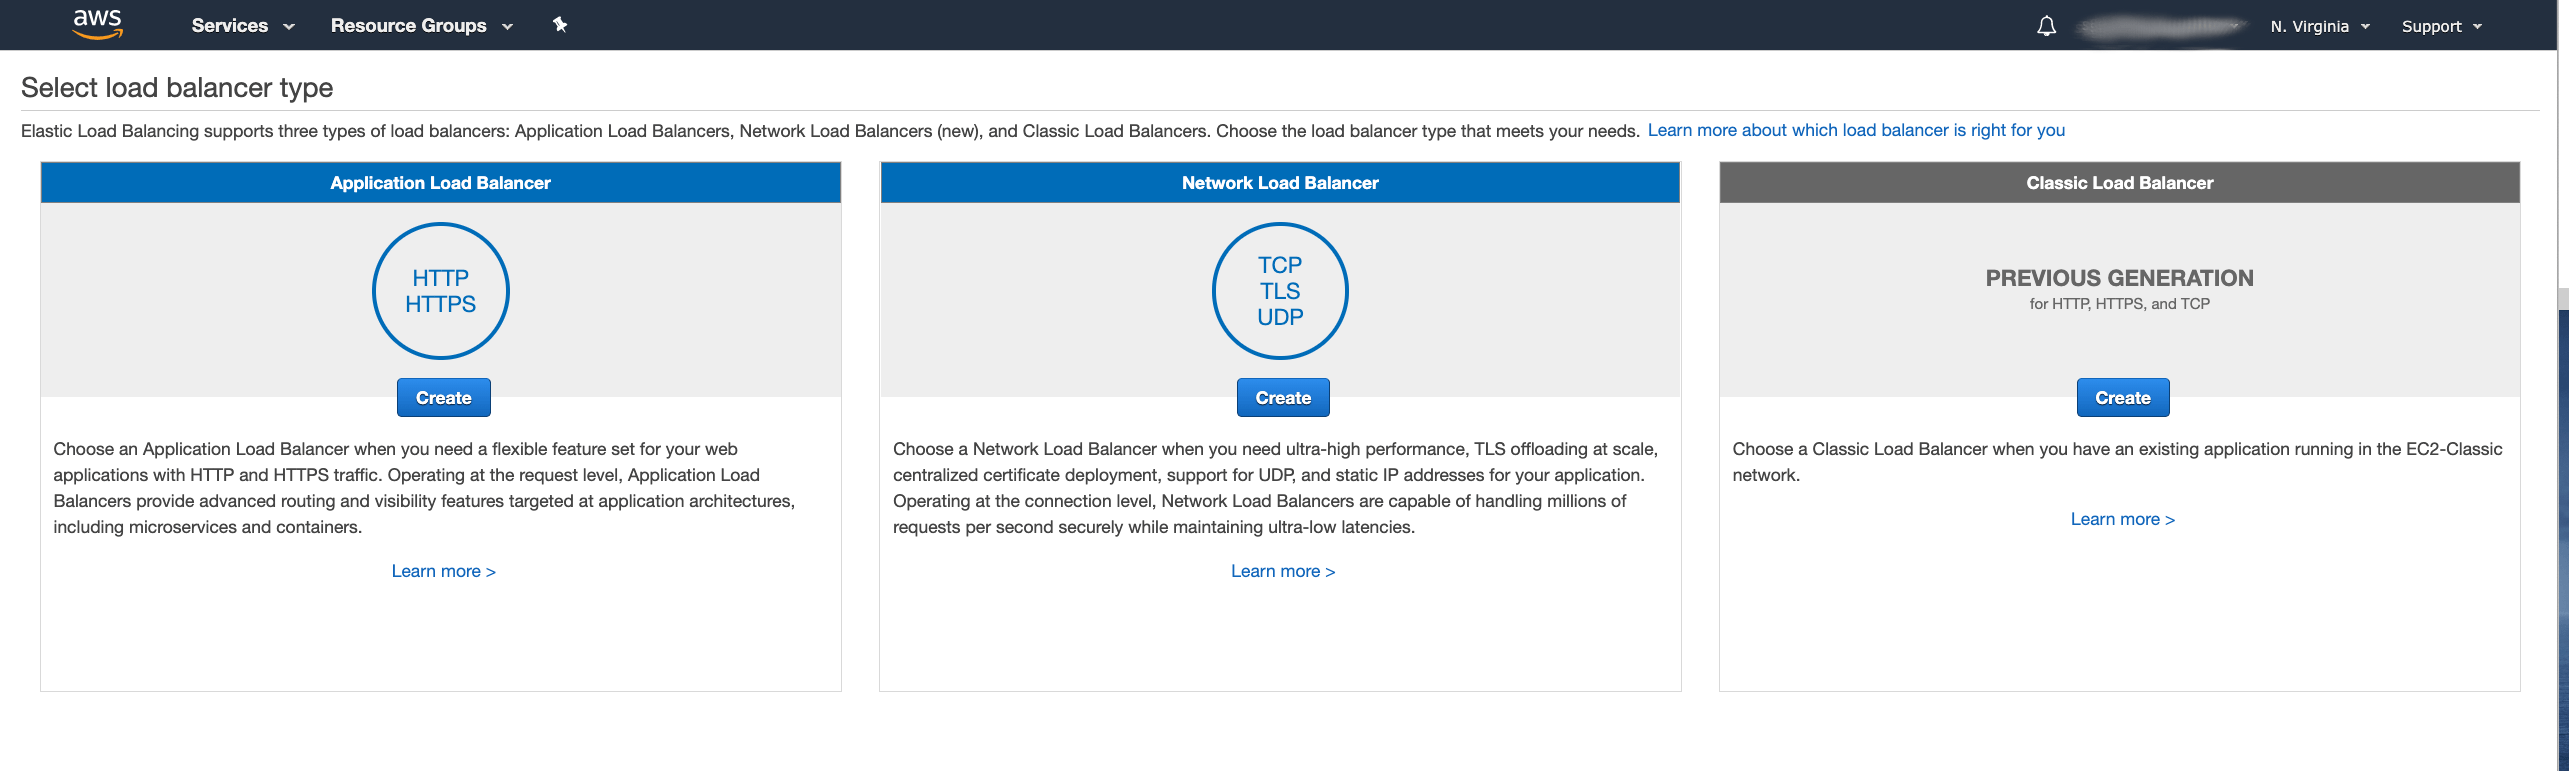 aws Services Resource Groups N. Virginia Support
Select load balancer type
Elastic Load Balancing supports three types of load balancers: Application Load Balancers, Network Load Balancers (new), and Classic Load Balancers. Choose the load balancer type that meets your needs. Learn more about which load balancer is right for you
Application Load Balancer
HTTP
HTTPS
Create
Choose an Application Load Balancer when you need a flexible feature set for your web
applications with HTTP and HTTPS traffic. Operating at the request level, Application Load
Balancers provide advanced routing and visibility features targeted at application architectures,
including microservices and containers.
Learn more >
Network Load Balancer
TCP
TLS
UDP
Create
Choose a Network Load Balancer when you need ultra-high performance, TLS offloading at scale,
centralized certificate deployment, support for UDP, and static IP addresses for your application.
Operating at the connection level, Network Load Balancers are capable of handling millions of
requests per second securely while maintaining ultra-low latencies.
Learn more >
Classic Load Balancer
PREVIOUS GENERATION
for HTTP, HTTPS, and TCP
Create
Choose a Classic Load Balancer when you have an existing application running in the EC2-Classic
network.
Learn more >